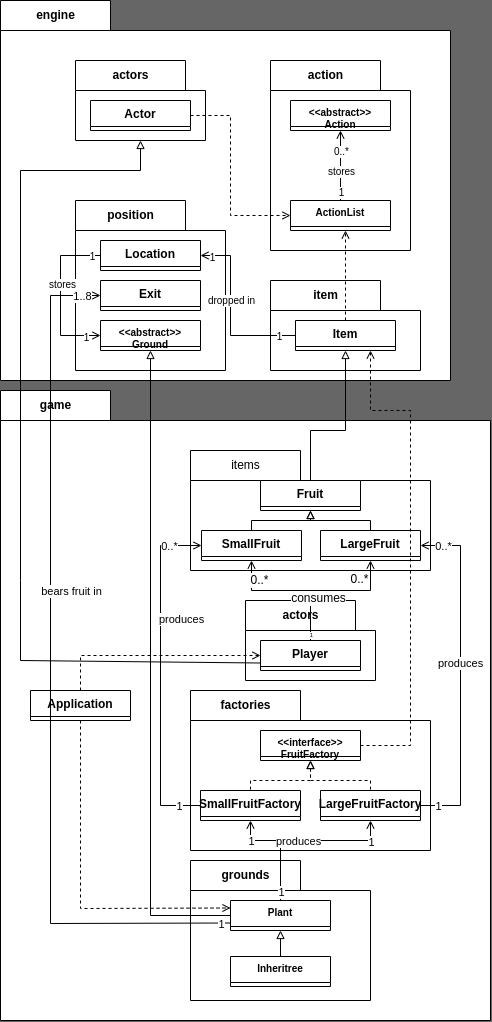 engine
actors
action
Actor
<<abstract>>
Action
0..*
stores
1
ActionList
position
Location
1
1
stores
Exit
1..8
dropped in
item
<<abstract>>
Ground
1
1
Item
game
items
Fruit
SmallFruit
LargeFruit
0..*
0..*
0..*
0..*
bears fruit in
consumes
actors
1
produces
Player
produces
Application
factories
<<interface>>
FruitFactory
SmallFruitFactory
LargeFruitFactory
1
1
1
produces
1
grounds
1
Plant
1
Inheritree